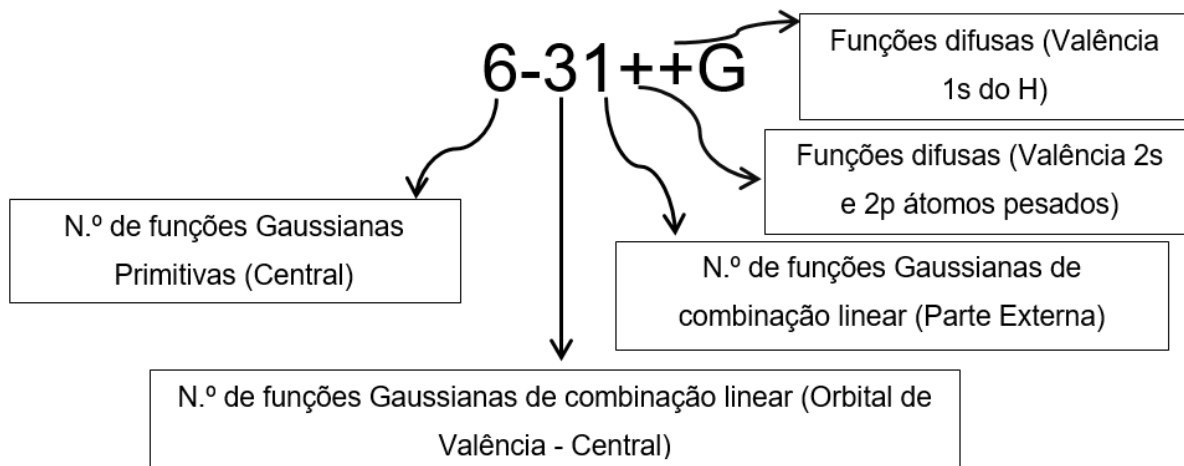 6-31++G
Funções difusas (Valência
1s do H)
Funções difusas (Valência 2s
e 2p átomos pesados)
N.º de funções Gaussianas
Primitivas (Central)
N.º de funções Gaussianas de
combinação linear (Parte Externa)
N.º de funções Gaussianas de combinação linear (Orbital de
Valência - Central)